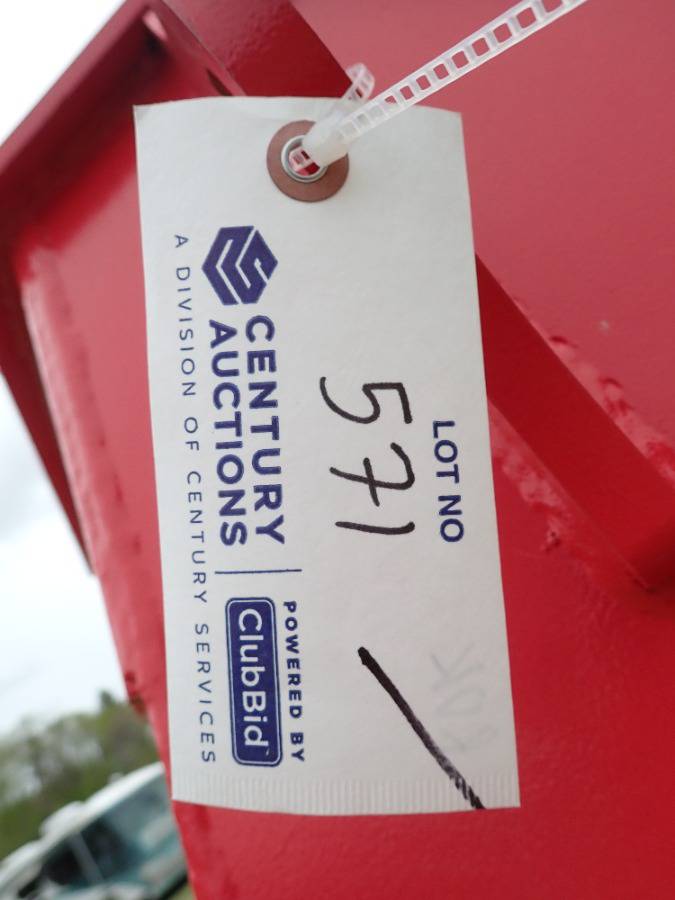 LOT NO
571
CENTURY
AUCTIONS
A DIVISION OF CENTURY SERVICES
POWERED BY
ClubBid